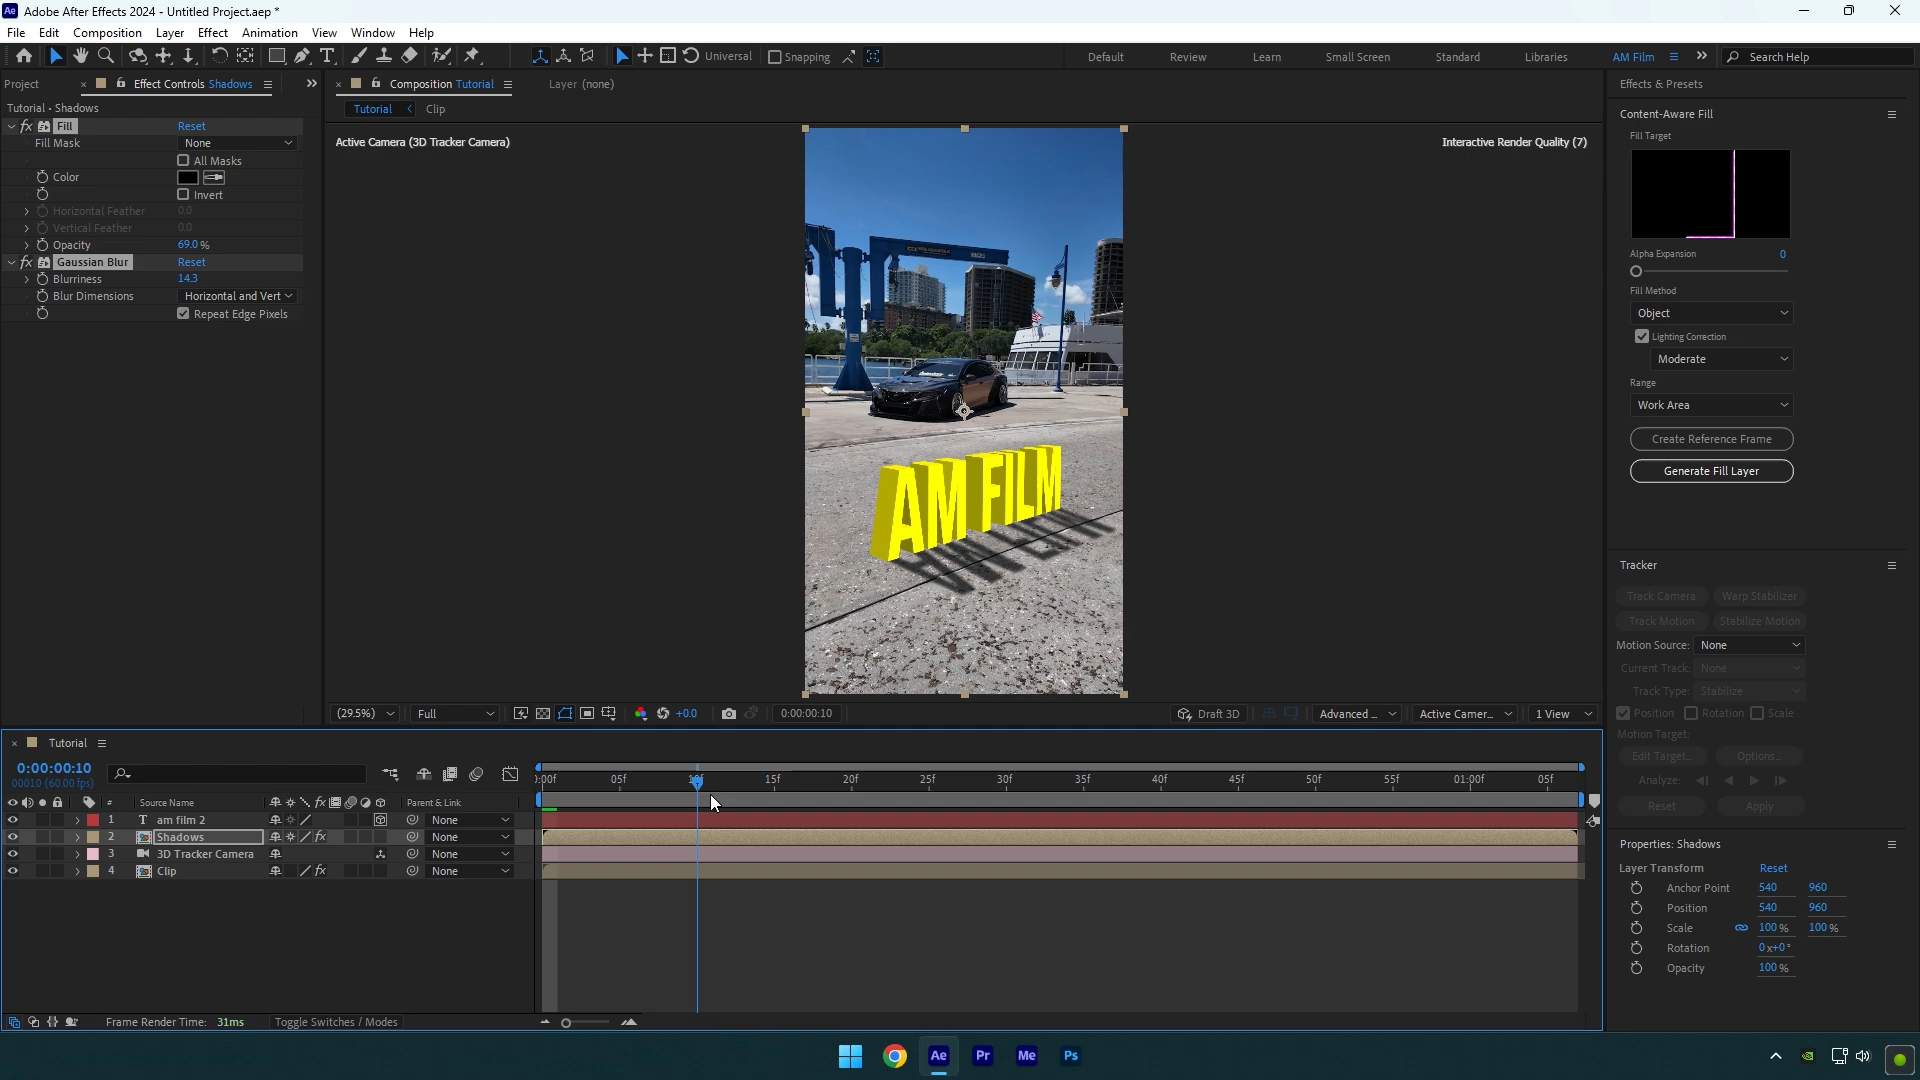 Adobe After Effects 2024 - Untitled Project.aep *
File Edit Composition Layer Effect Animation View Window Help
Universal Snapping Default Review Learn Small Screen Standard Libraries AM Film Search Help
Project
Effect Controls Shadows
Tutorial • Shadows
Fill Reset
Fill Mask None
All Masks
Color
Invert
Horizontal Feather 0.0
Vertical Feather 0.0
Opacity 69.0 %
Gaussian Blur Reset
Blurriness 14.3
Blur Dimensions Horizontal and Vert
Repeat Edge Pixels
Composition Tutorial
Layer (none)
Tutorial Clip
Active Camera (3D Tracker Camera)
Interactive Render Quality (7)
AM FILM
(29.5%) Full +0.0 0:00:00:10 Draft 3D Advanced ... Active Camer... 1 View
Effects & Presets
Content-Aware Fill
Fill Target
Alpha Expansion 0
Fill Method
Object
Lighting Correction
Moderate
Range
Work Area
Create Reference Frame
Generate Fill Layer
Tracker
Track Camera Warp Stabilizer
Track Motion Stabilize Motion
Motion Source: None
Current Track: None
Track Type: Stabilize
Position Rotation Scale
Motion Target:
Edit Target... Options...
Analyze:
Reset Apply
Properties: Shadows
Layer Transform Reset
Anchor Point 540 960
Position 540 960
Scale 100 % 100 %
Rotation 0 x+0 °
Opacity 100 %
Tutorial
0:00:00:10
00010 (60.00 fps)
):00f 05f 10f 15f 20f 25f 30f 35f 40f 45f 50f 55f 01:00f 05f
# Source Name Parent & Link
1 T am film 2 None
2 Shadows None
3 3D Tracker Camera None
4 Clip None
Frame Render Time: 31ms Toggle Switches / Modes
Ae Pr Me Ps